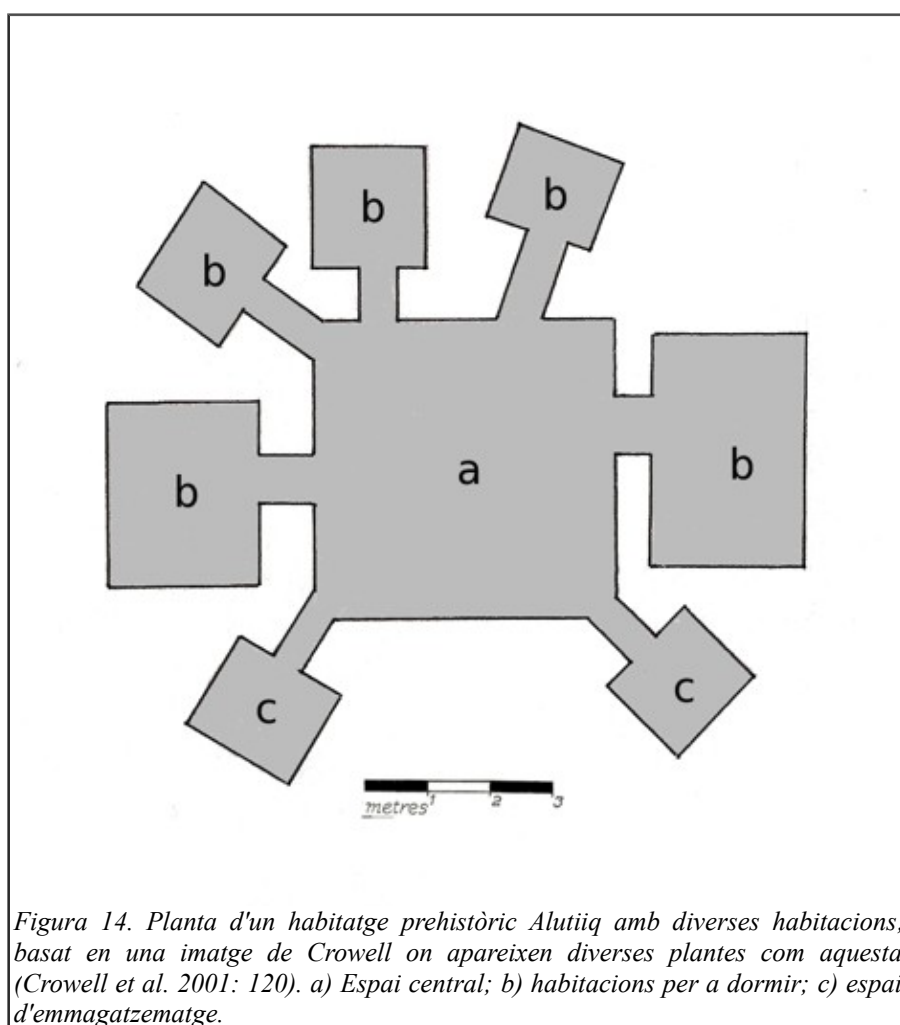 b
b
b
b
a
b
c
c
metres 1 2 3
Figura 14. Planta d'un habitatge prehistòric Alutiiq amb diverses habitacions,
basat en una imatge de Crowell on apareixen diverses plantes com aquesta
(Crowell et al. 2001: 120). a) Espai central; b) habitacions per a dormir; c) espai
d'emmagatzematge.